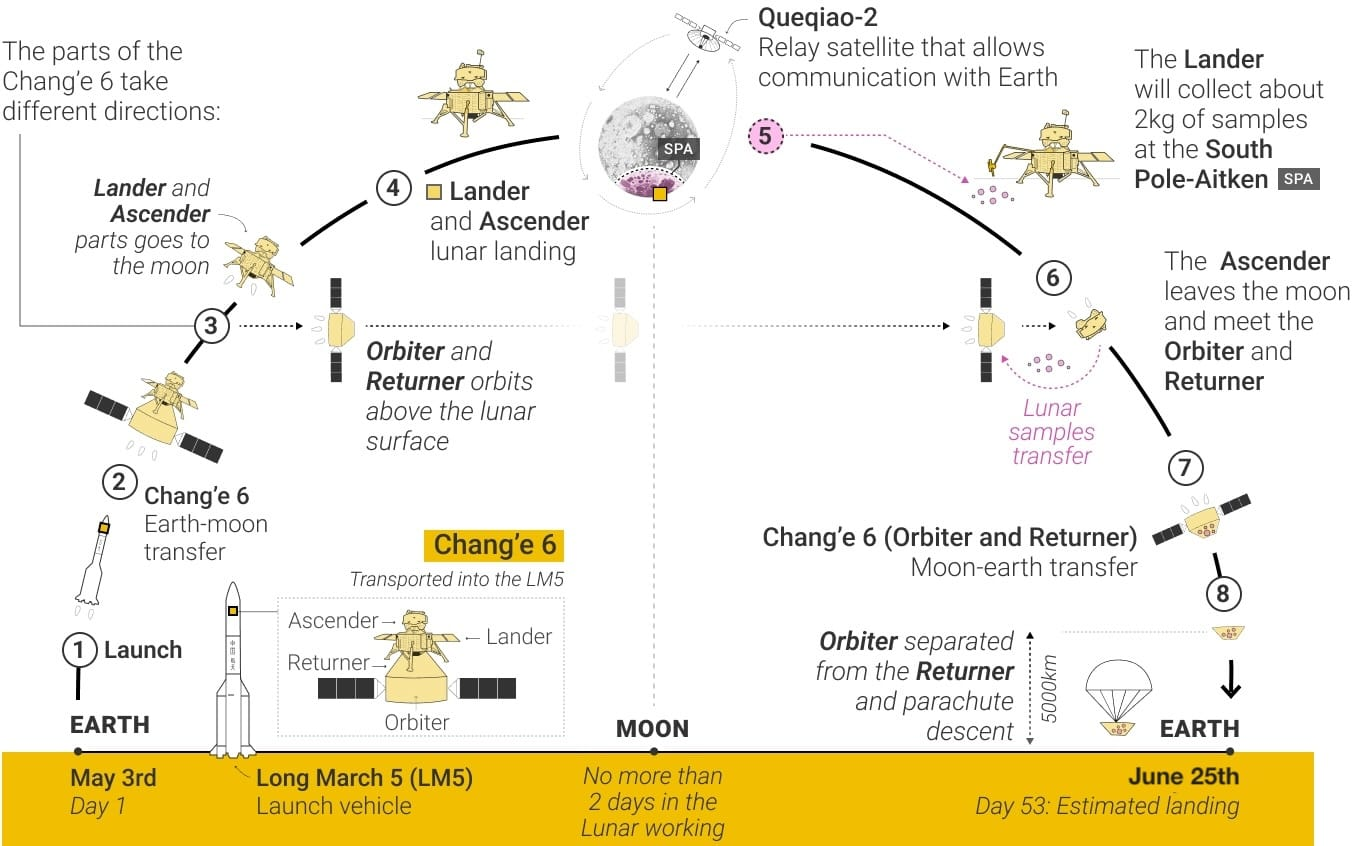 The parts of the
Chang'e 6 take
different directions:
Queqiao-2
Relay satellite that allows
communication with Earth
SPA
The Lander
will collect about
2kg of samples
at the South
Pole-Aitken SPA
5
4
Lander
and Ascender
lunar landing
Lander and
Ascender
parts goes to
the moon
3
Orbiter and
Returner orbits
above the lunar
surface
6
The Ascender
leaves the moon
and meet the
Orbiter and
Returner
Lunar
samples
transfer
2
Chang'e 6
Earth-moon
transfer
7
Chang'e 6 (Orbiter and Returner)
Moon-earth transfer
Chang'e 6
Transported into the LM5
Ascender
Lander
Returner
Orbiter
中
国
航
天
1 Launch
8
Orbiter separated
from the Returner
and parachute
descent
5000km
EARTH
MOON
EARTH
May 3rd
Day 1
Long March 5 (LM5)
Launch vehicle
No more than
2 days in the
Lunar working
June 25th
Day 53: Estimated landing